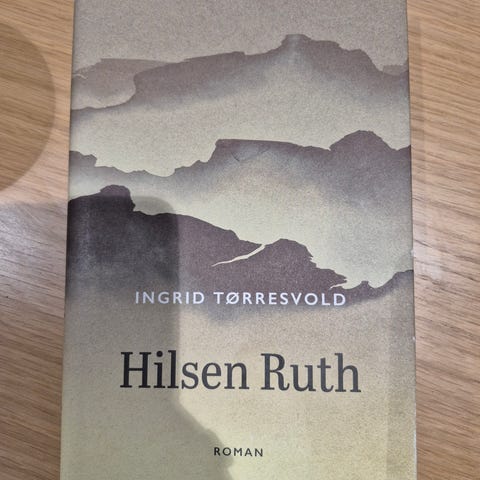 INGRID TØRRESVOLD
Hilsen Ruth
ROMAN